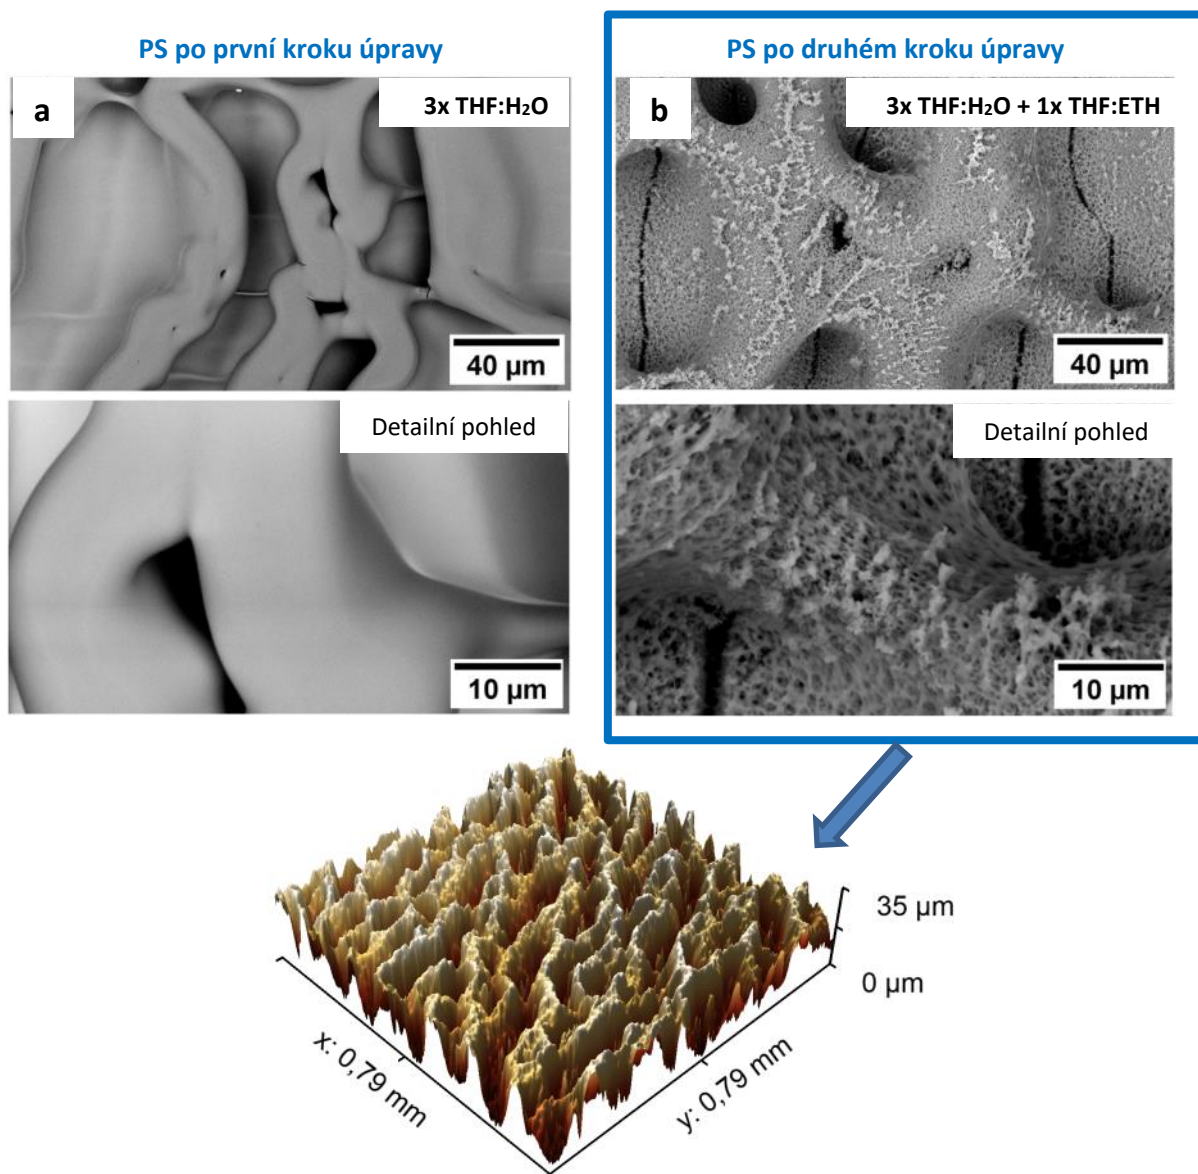 PS po první kroku úpravy
a
3x THF:H₂O
40 µm
Detailní pohled
10 µm
PS po druhém kroku úpravy
b
3x THF:H₂O + 1x THF:ETH
40 µm
Detailní pohled
10 µm
35 µm
0 µm
x: 0,79 mm
y: 0,79 mm